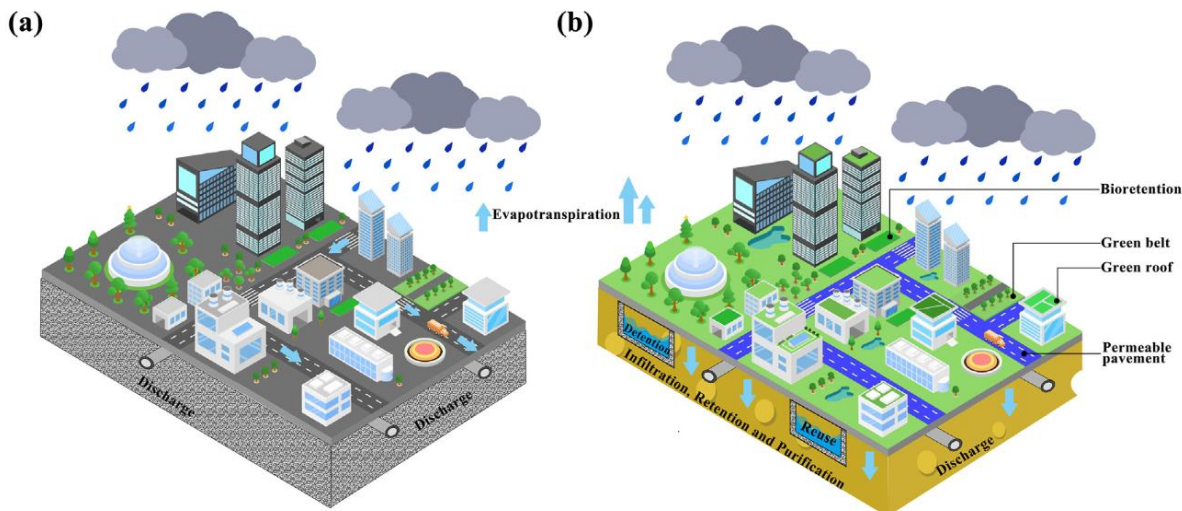 (a)
(b)
Evapotranspiration
Bioretention
Green belt
Green roof
Permeable
pavement
Discharge
Discharge
Detention
Infiltration, Retention and Purification
Reuse
Discharge